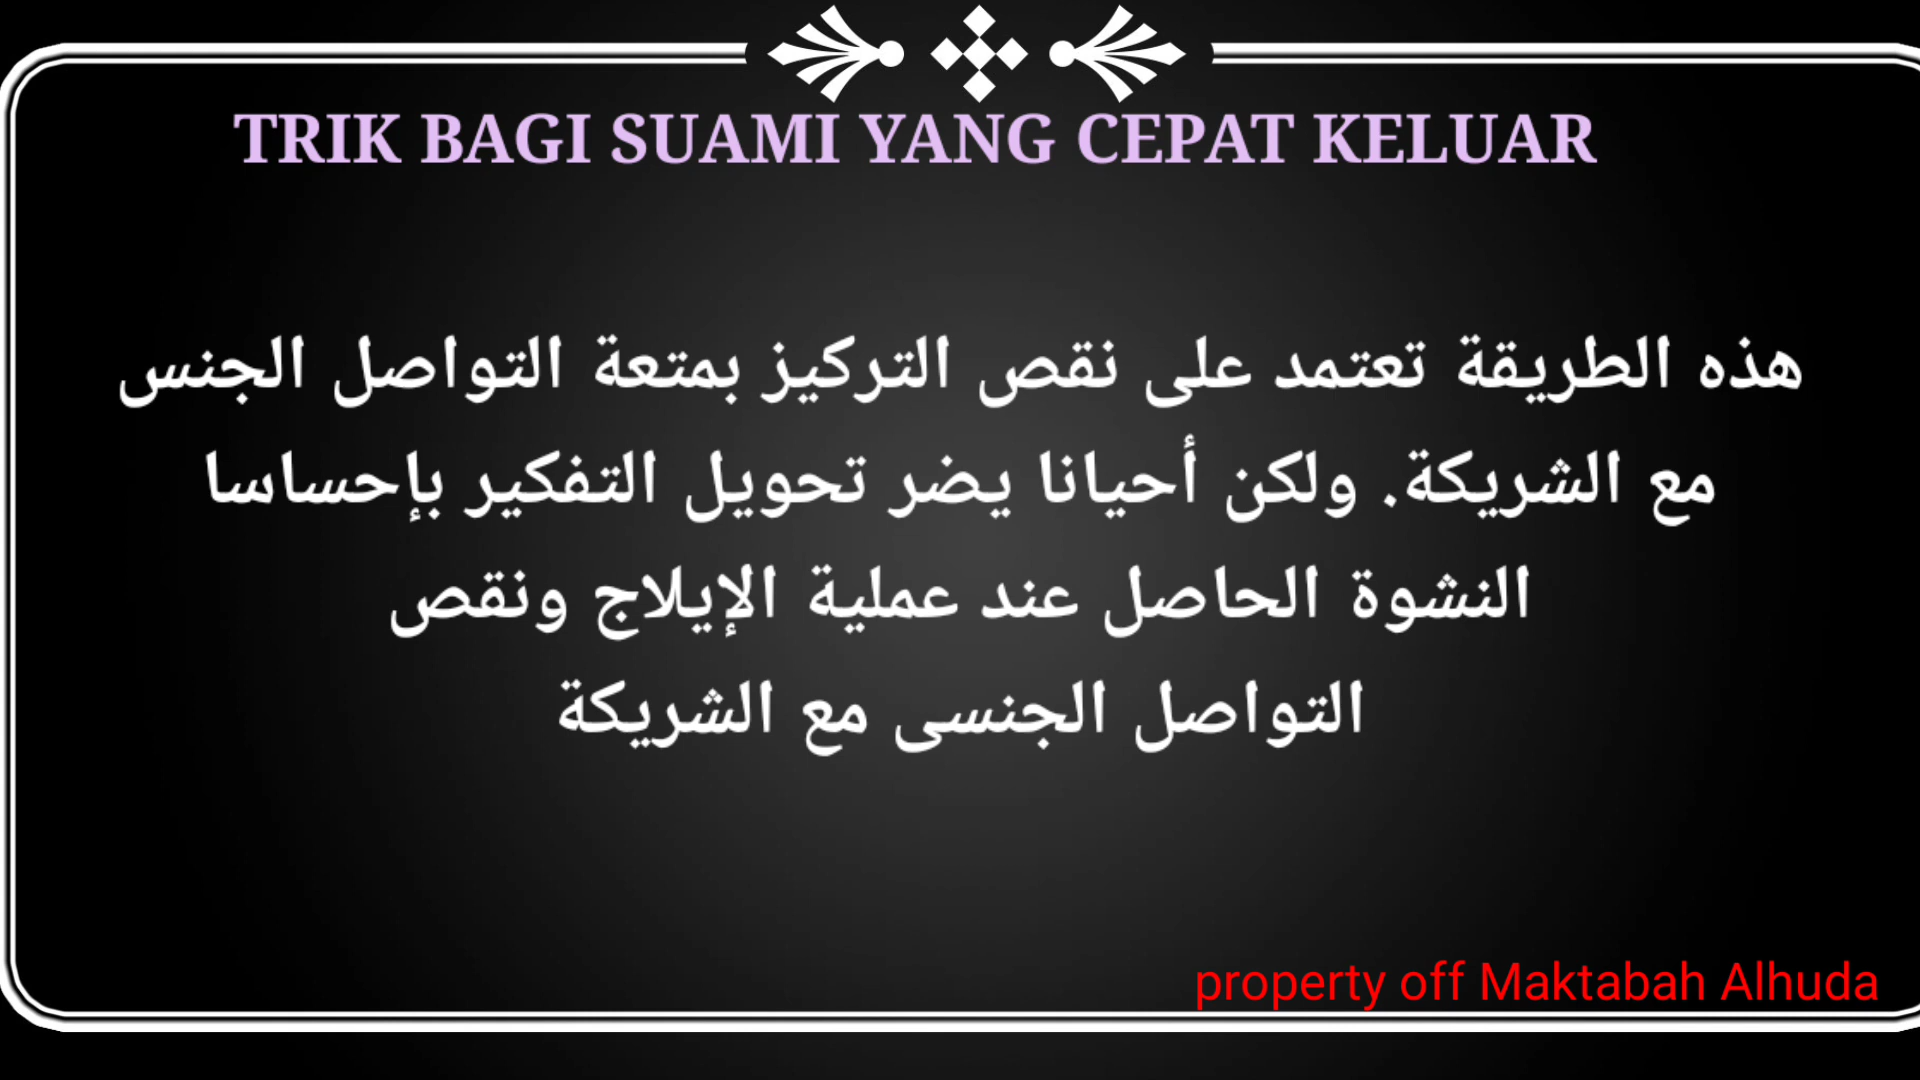 TRIK BAGI SUAMI YANG CEPAT KELUAR
هذه الطريقة تعتمد على نقص التركيز بمتعة التواصل الجنس
مع الشريكة. ولكن أحيانا يضر تحويل التفكير بإحساسا
النشوة الحاصل عند عملية الإيلاج ونقص
التواصل الجنسى مع الشريكة
property off Maktabah Alhuda